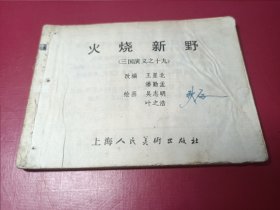 火烧新野
(三国演义之十九)
改编 王星北
潘勤孟
绘画 吴志明
叶之浩
上海人民美术出版社